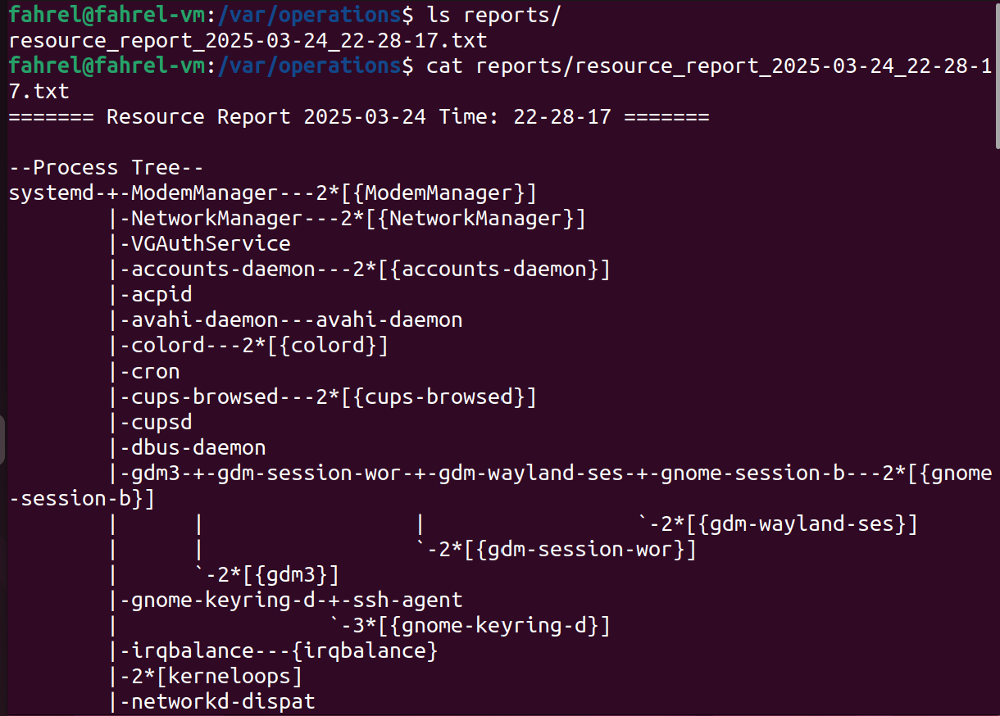 fahrel@fahrel-vm:/var/operations$ ls reports/
resource_report_2025-03-24_22-28-17.txt
fahrel@fahrel-vm:/var/operations$ cat reports/resource_report_2025-03-24_22-28-1
7.txt
======= Resource Report 2025-03-24 Time: 22-28-17 =======

--Process Tree--
systemd-+-ModemManager---2*[{ModemManager}]
        |-NetworkManager---2*[{NetworkManager}]
        |-VGAuthService
        |-accounts-daemon---2*[{accounts-daemon}]
        |-acpid
        |-avahi-daemon---avahi-daemon
        |-colord---2*[{colord}]
        |-cron
        |-cups-browsed---2*[{cups-browsed}]
        |-cupsd
        |-dbus-daemon
        |-gdm3-+-gdm-session-wor-+-gdm-wayland-ses-+-gnome-session-b---2*[{gnome
-session-b}]
        |      |                 |                 `-2*[{gdm-wayland-ses}]
        |      |                 `-2*[{gdm-session-wor}]
        |      `-2*[{gdm3}]
        |-gnome-keyring-d-+-ssh-agent
        |                 `-3*[{gnome-keyring-d}]
        |-irqbalance---{irqbalance}
        |-2*[kerneloops]
        |-networkd-dispat